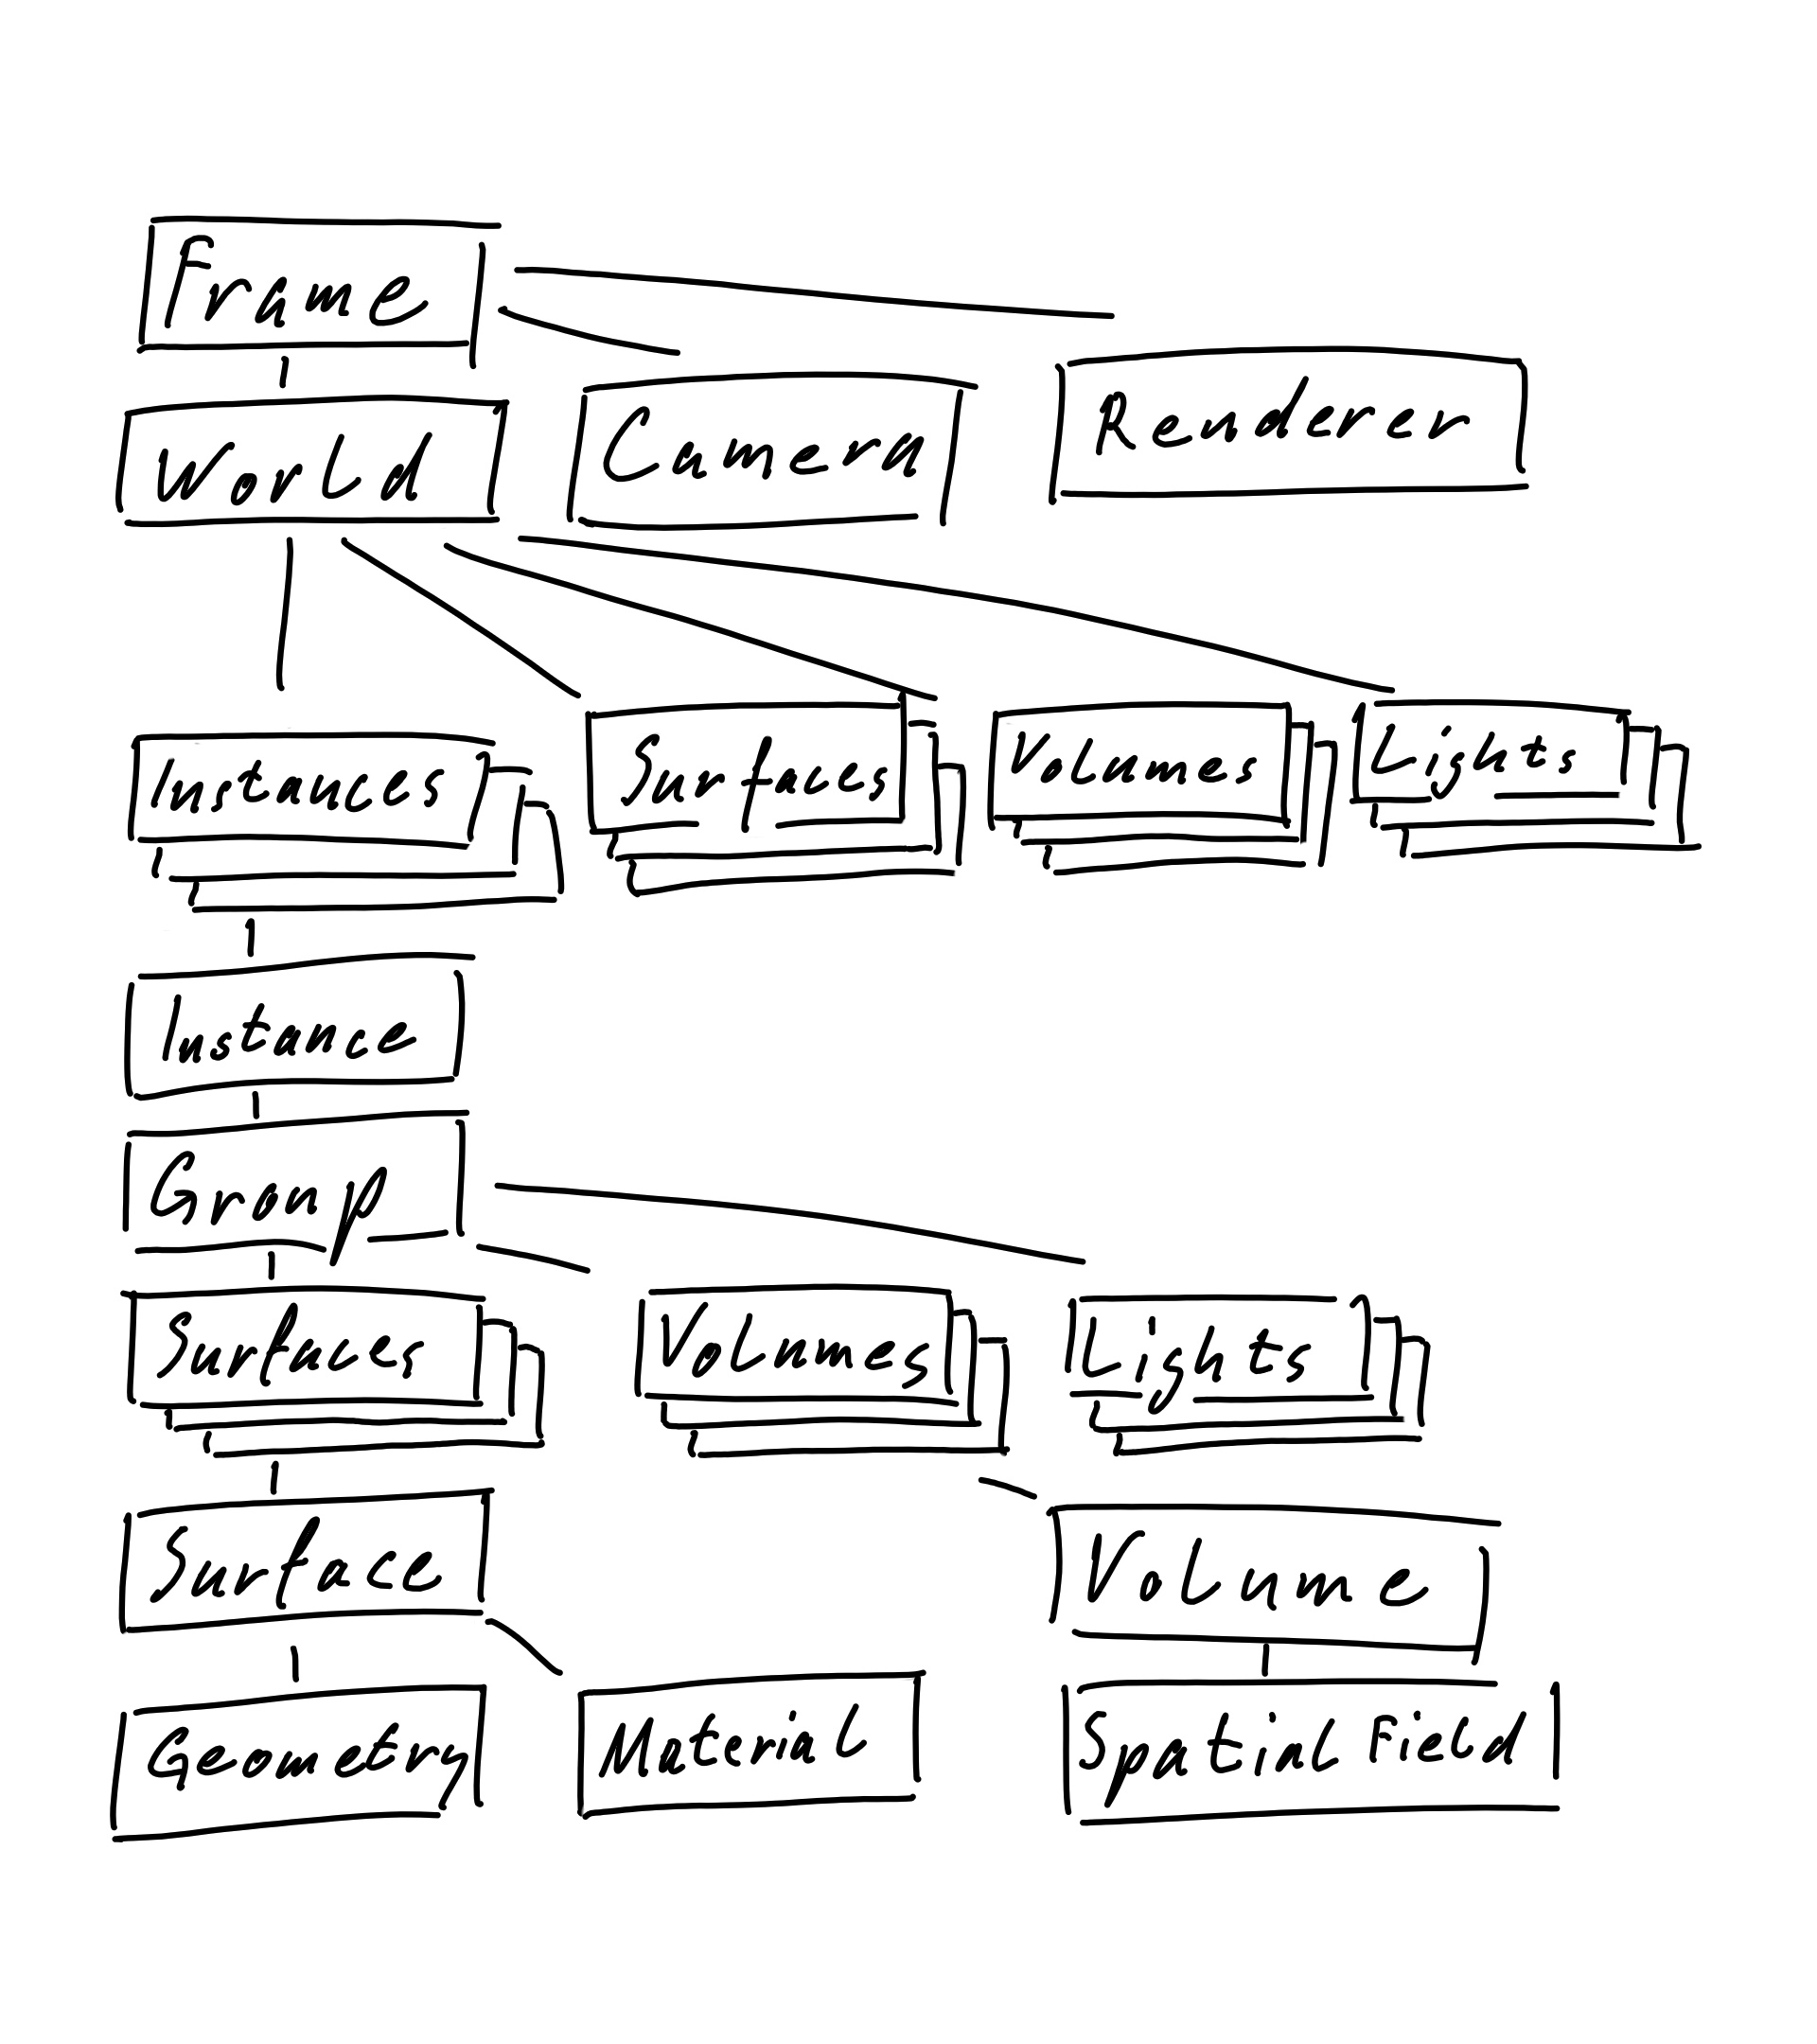 Frame
World
Camera
Renderer
Instances
Surfaces
Volumes
Lights
Instance
Group
Surfaces
Volumes
Lights
Surface
Volume
Geometry
Material
Spatial Field